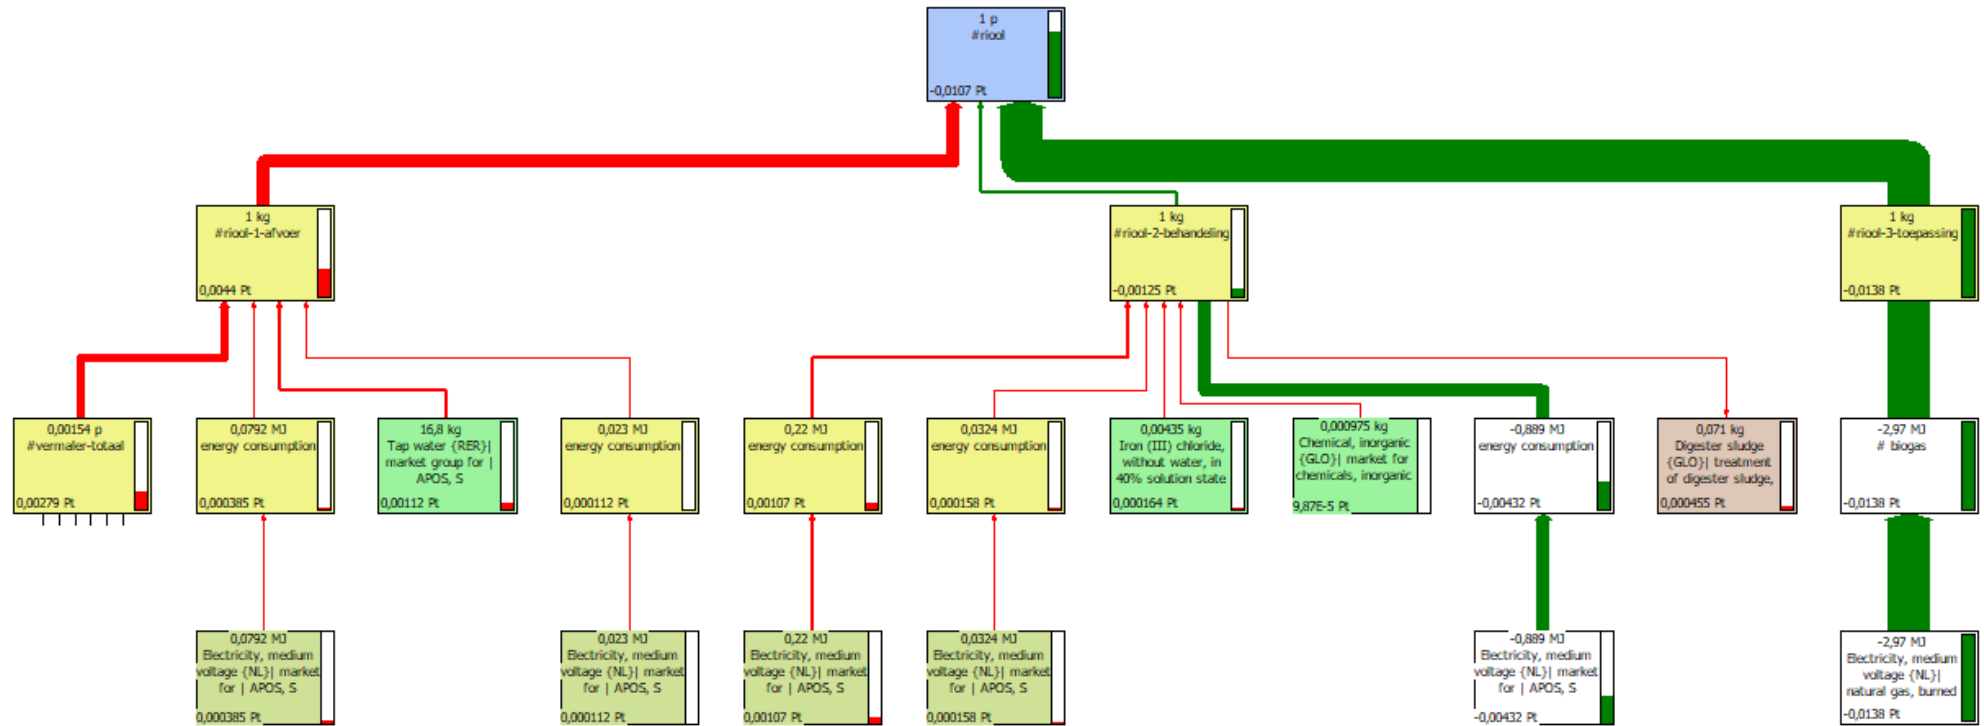 1 p
#riool
-0,0107 Pt
1 kg
#riool-1-afvoer
0,0044 Pt
1 kg
#riool-2-behandeling
-0,00125 Pt
1 kg
#riool-3-toepassing
-0,0138 Pt
0,00154 p
#vermaler-totaal
0,00279 Pt
0,0792 MJ
energy consumption
0,000385 Pt
16,8 kg
Tap water {RER}|
market group for |
APOS, S
0,00112 Pt
0,023 MJ
energy consumption
0,000112 Pt
0,22 MJ
energy consumption
0,00107 Pt
0,0324 MJ
energy consumption
0,000158 Pt
0,00435 kg
Iron (III) chloride,
without water, in
40% solution state
0,000164 Pt
0,000975 kg
Chemical, inorganic
{GLO}| market for
chemicals, inorganic
9,87E-5 Pt
-0,889 MJ
energy consumption
-0,00432 Pt
0,071 kg
Digester sludge
{GLO}| treatment
of digester sludge,
0,000455 Pt
-2,97 MJ
# biogas
-0,0138 Pt
0,0792 MJ
Electricity, medium
voltage {NL}| market
for | APOS, S
0,000385 Pt
0,023 MJ
Electricity, medium
voltage {NL}| market
for | APOS, S
0,000112 Pt
0,22 MJ
Electricity, medium
voltage {NL}| market
for | APOS, S
0,00107 Pt
0,0324 MJ
Electricity, medium
voltage {NL}| market
for | APOS, S
0,000158 Pt
-0,889 MJ
Electricity, medium
voltage {NL}| market
for | APOS, S
-0,00432 Pt
-2,97 MJ
Electricity, medium
voltage {NL}|
natural gas, burned
-0,0138 Pt